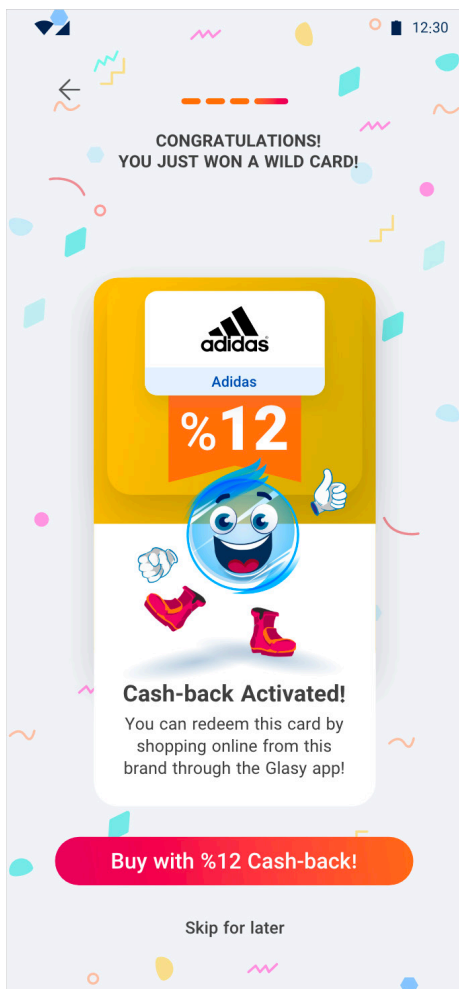 12:30
CONGRATULATIONS!
YOU JUST WON A WILD CARD!
adidas
Adidas
%12
Cash-back Activated!
You can redeem this card by
shopping online from this
brand through the Glasy app!
Buy with %12 Cash-back!
Skip for later